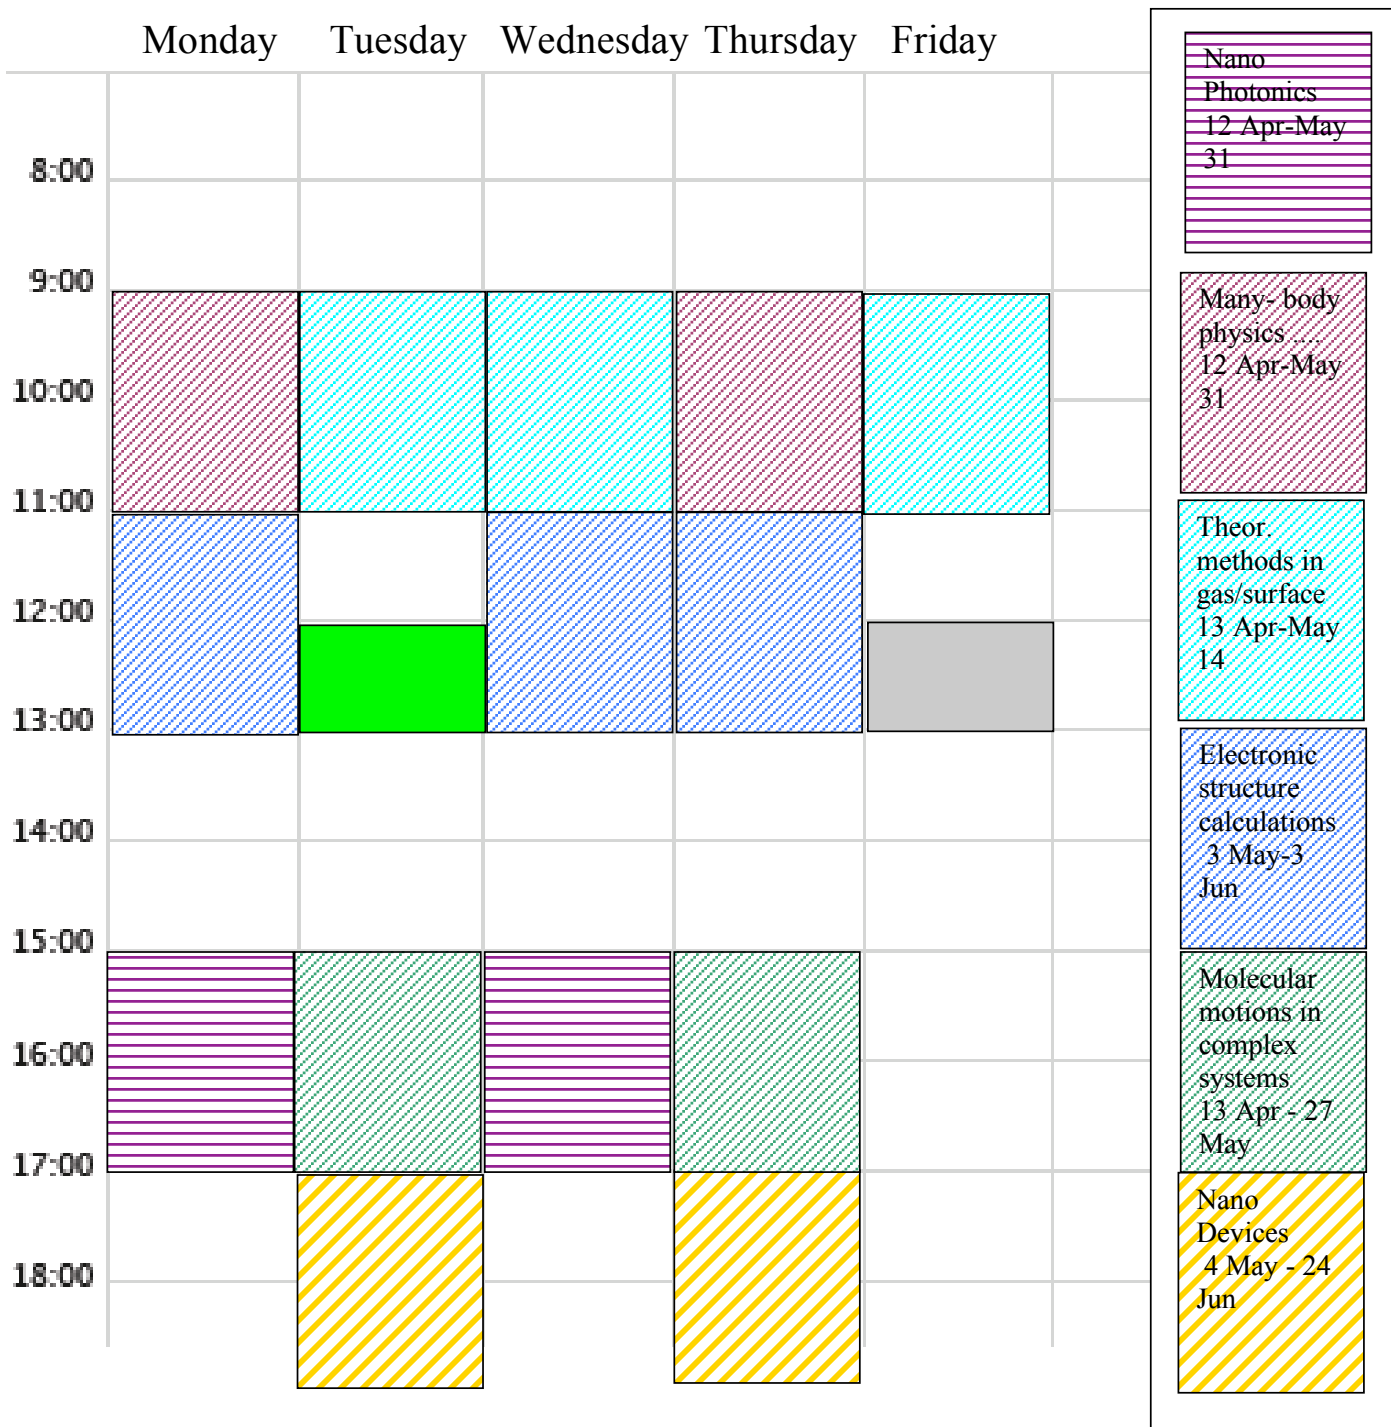 Monday Tuesday Wednesday Thursday Friday
8:00
9:00
10:00
11:00
12:00
13:00
14:00
15:00
16:00
17:00
18:00
Nano
Photonics
12 Apr-May
31
Many- body
physics ....
12 Apr-May
31
Theor.
methods in
gas/surface
13 Apr-May
14
Electronic
structure
calculations
3 May-3
Jun
Molecular
motions in
complex
systems
13 Apr - 27
May
Nano
Devices
4 May - 24
Jun